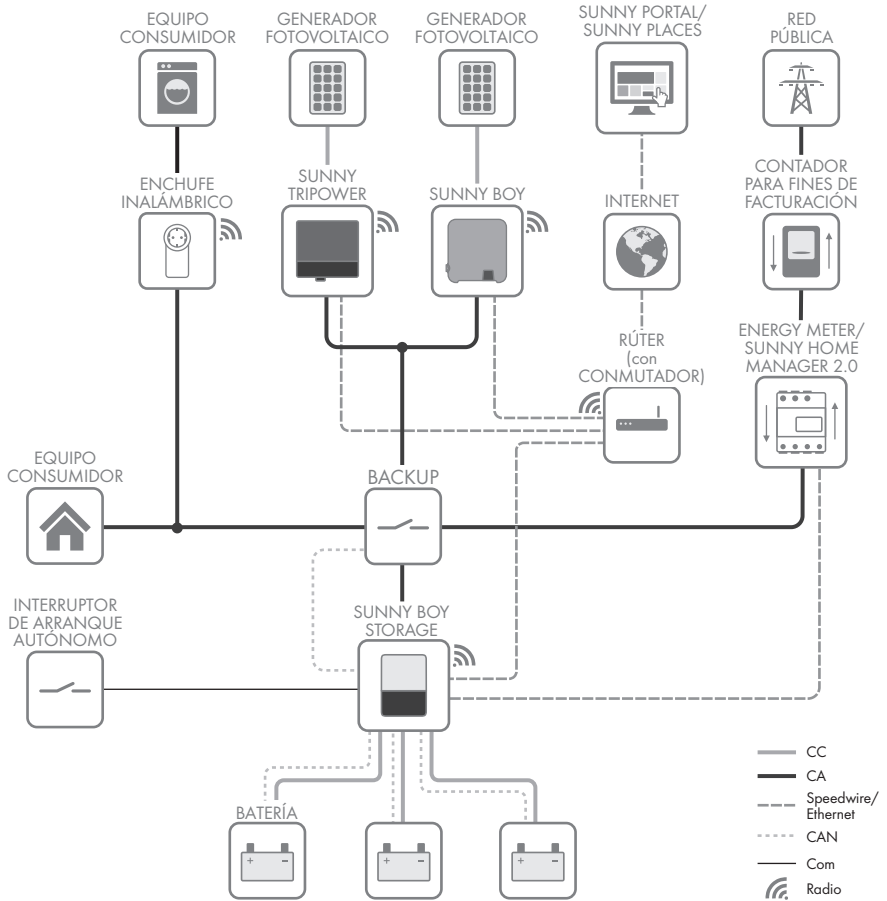 EQUIPO
CONSUMIDOR
GENERADOR
FOTOVOLTAICO
GENERADOR
FOTOVOLTAICO
SUNNY PORTAL/
SUNNY PLACES
RED
PÚBLICA
ENCHUFE
INALÁMBRICO
SUNNY
TRIPOWER
SUNNY BOY
INTERNET
CONTADOR
PARA FINES DE
FACTURACIÓN
RÚTER
(con
CONMUTADOR)
ENERGY METER/
SUNNY HOME
MANAGER 2.0
EQUIPO
CONSUMIDOR
BACKUP
INTERRUPTOR
DE ARRANQUE
AUTÓNOMO
SUNNY BOY
STORAGE
BATERÍA
+ -
+ -
+ -
CC
CA
Speedwire/
Ethernet
CAN
Com
Radio